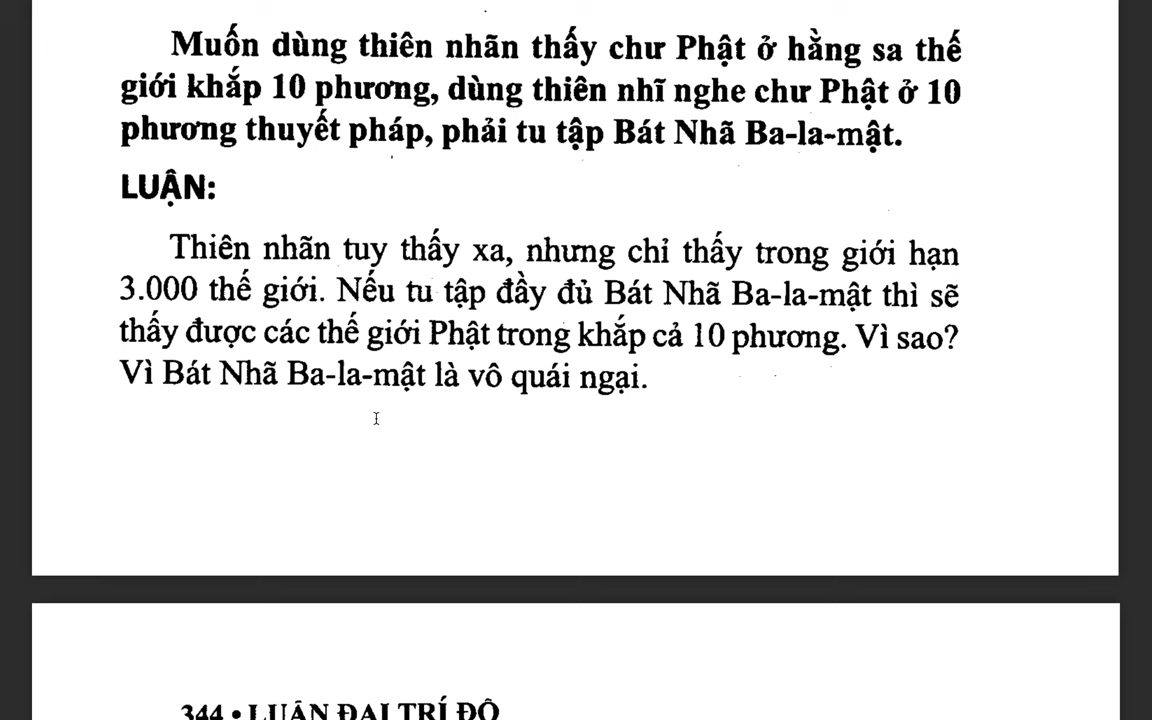 Muốn dùng thiên nhãn thấy chư Phật ở hằng sa thế
giới khắp 10 phương, dùng thiên nhĩ nghe chư Phật ở 10
phương thuyết pháp, phải tu tập Bát Nhã Ba-la-mật.
LUẬN:
Thiên nhãn tuy thấy xa, nhưng chỉ thấy trong giới hạn
3.000 thế giới. Nếu tu tập đầy đủ Bát Nhã Ba-la-mật thì sẽ
thấy được các thế giới Phật trong khắp cả 10 phương. Vì sao?
Vì Bát Nhã Ba-la-mật là vô quái ngại.
344 • LUẬN ĐẠI TRÍ ĐỘ